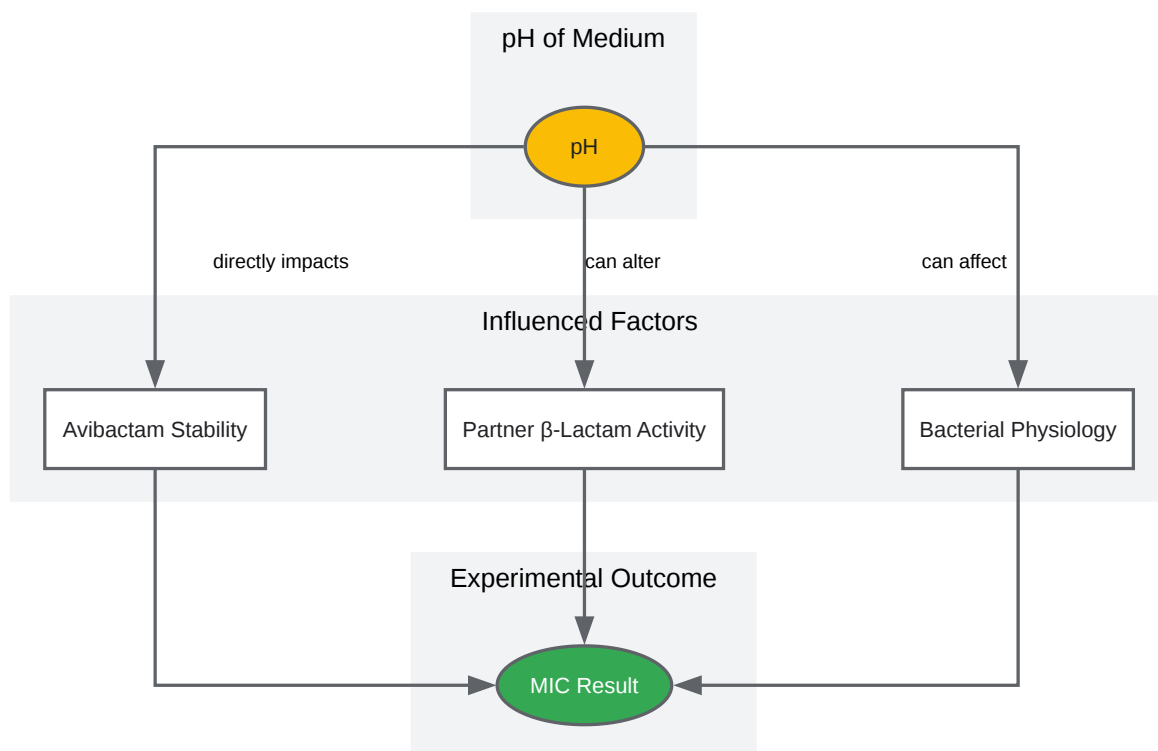 pH of Medium
pH
directly impacts
can alter
can affect
Influenced Factors
Avibactam Stability
Partner β-Lactam Activity
Bacterial Physiology
Experimental Outcome
MIC Result